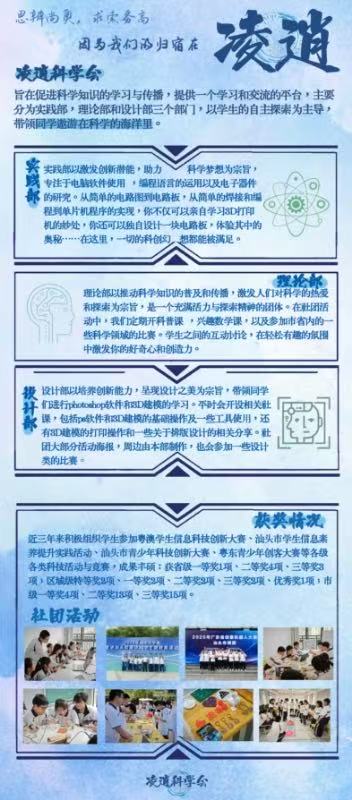 思辨尚勇，求索务高
因为我们的归宿在
凌逍
凌逍科学会
旨在促进科学知识的学习与传播，提供一个学习和交流的平台，主要
分为实践部，理论部和设计部三个部门，以学生的自主探索为主导，
带领同学遨游在科学的海洋里。
实践部
实践部以激发创新潜能，助力 科学梦想为宗旨，
专注于电脑软件使用，编程语言的运用以及电子器件
的研究。从简单的电路图到电路板，从简单的焊接和编
程到单片机程序的实现，你不仅可以亲自学习3D打印
机的妙处，你还可以独自设计一块电路板，体验其中的
奥秘……在这里，一切的科创幻 想都能被满足。
理论部
理论部以推动科学知识的普及和传播，激发人们对科学的热爱
和探索为宗旨，是一个充满活力与探索精神的团体。在社团活
动中，我们定期开科普课 ，兴趣数学课，以及参加市省内的一
些科学领域的比赛。学生之间的互动讨论，在轻松有趣的氛围
中激发你的好奇心和创造力。
设计部
设计部以培养创新能力，呈现设计之美为宗旨，带领同学
们进行photoshop软件和3D建模的学习。平时会开设相关社
课，包括ps软件和3D建模的基础操作及一些工具使用，还
有3D建模的打印操作和一些关于排版设计的相关分享。社
团大部分活动海报，周边由本部制作，也会参加一些设计
类的比赛。
获奖情况
近三年来积极组织学生参加粤澳学生信息科技创新大赛、汕头市学生信息素
养提升实践活动、汕头市青少年科技创新大赛、粤东青少年创客大赛等各级
各类科技活动与竞赛，成果丰硕：获省级一等奖1项、二等奖4项、三等奖3
项；区域级特等奖2项、一等奖2项、二等奖2项、三等奖2项、优秀奖1项；市
级一等奖4项、二等奖13项、三等奖15项。
社团活动
凌逍科学会